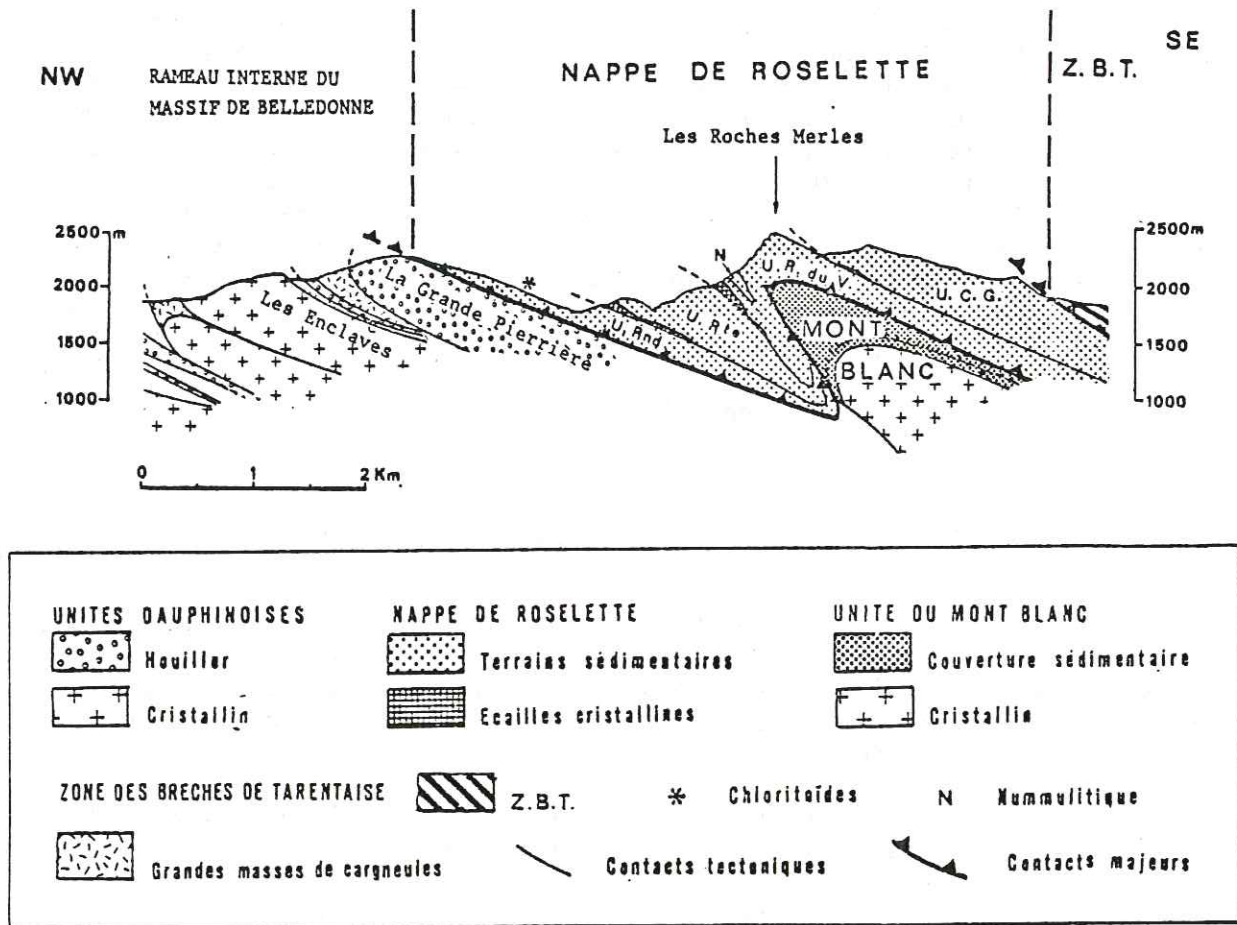 SE
NW
RAMEAU INTERNE DU
MASSIF DE BELLEDONNE
NAPPE DE ROSELETTE
Z.B.T.
Les Roches Merles
2500 m
2000
1500
1000
2500m
2000
1500
1000
Les Enclaves
La Grande Pierrière
U. Rnd.
U. Rte
N
U. R. du V.
U.C.G.
MONT
BLANC
0 1 2 Km
UNITES DAUPHINOISES
Houiller
Cristallin
NAPPE DE ROSELETTE
Terrains sédimentaires
Ecailles cristallines
UNITE DU MONT BLANC
Couverture sédimentaire
Cristallin
ZONE DES BRECHES DE TARENTAISE
Z.B.T.
* Chloritoïdes
N Nummulitique
Grandes masses de cargneules
Contacts tectoniques
Contacts majeurs